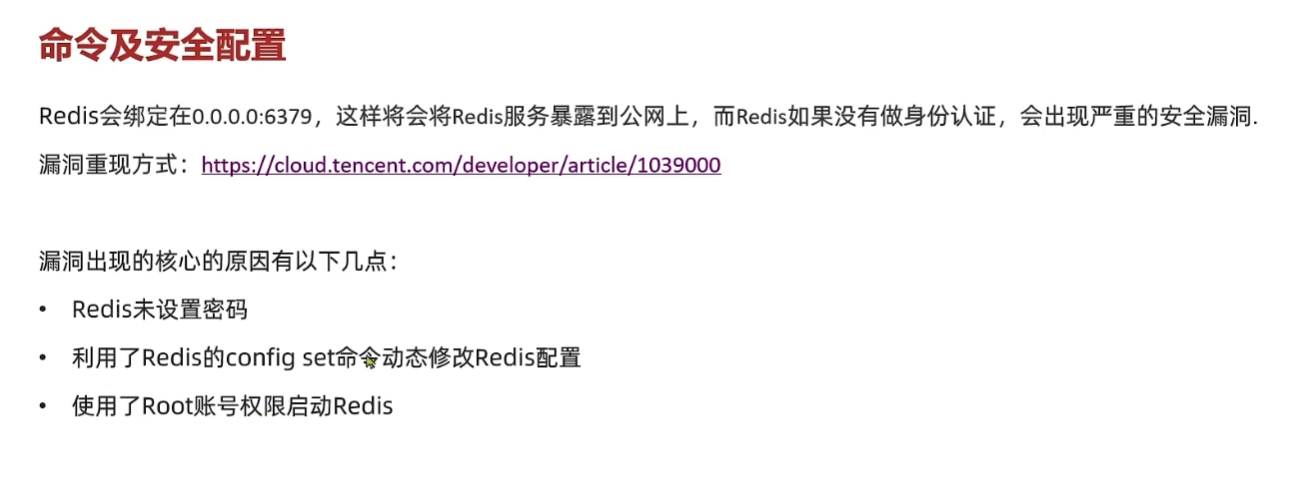 命令及安全配置
Redis会绑定在0.0.0.0:6379，这样将会将Redis服务暴露到公网上，而Redis如果没有做身份认证，会出现严重的安全漏洞.
漏洞重现方式：https://cloud.tencent.com/developer/article/1039000
漏洞出现的核心的原因有以下几点：
• Redis未设置密码
• 利用了Redis的config set命令动态修改Redis配置
• 使用了Root账号权限启动Redis